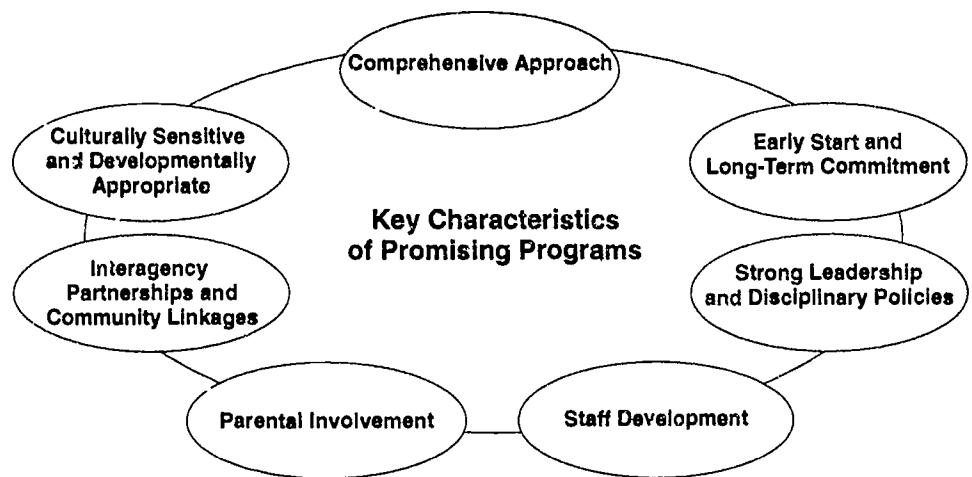 Comprehensive Approach
Early Start and
Long-Term Commitment
Strong Leadership
and Disciplinary Policies
Staff Development
Parental Involvement
Interagency
Partnerships and
Community Linkages
Culturally Sensitive
and Developmentally
Appropriate
Key Characteristics
of Promising Programs